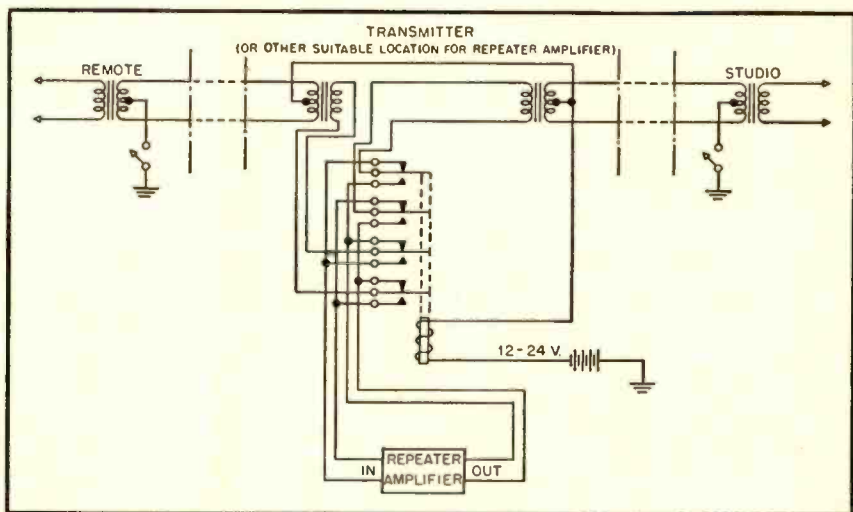 TRANSMITTER
(OR OTHER SUITABLE LOCATION FOR REPEATER AMPLIFIER)
REMOTE
STUDIO
12-24 V.
IN
REPEATER
AMPLIFIER
OUT